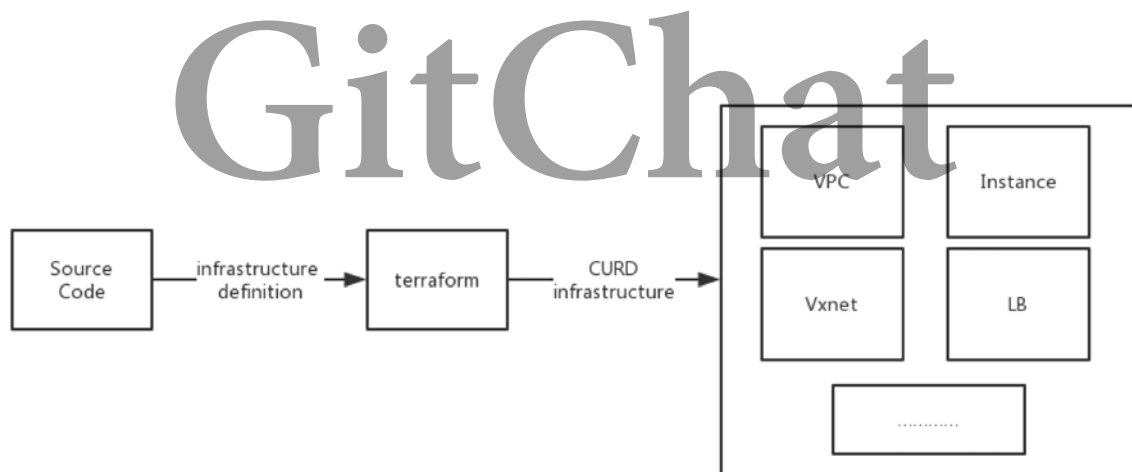 GitChat
VPC
Instance
Source
Code
infrastructure
definition
terraform
CURD
infrastructure
Vxnet
LB
............